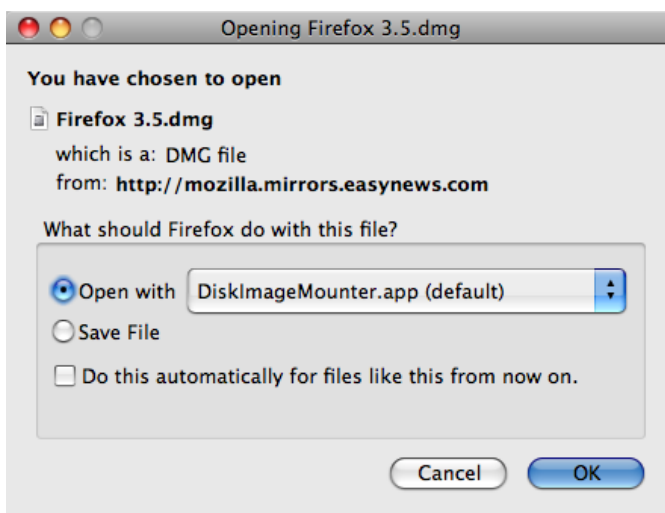 Opening Firefox 3.5.dmg
You have chosen to open
Firefox 3.5.dmg
which is a: DMG file
from: http://mozilla.mirrors.easynews.com
What should Firefox do with this file?
Open with DiskImageMounter.app (default)
Save File
Do this automatically for files like this from now on.
Cancel OK